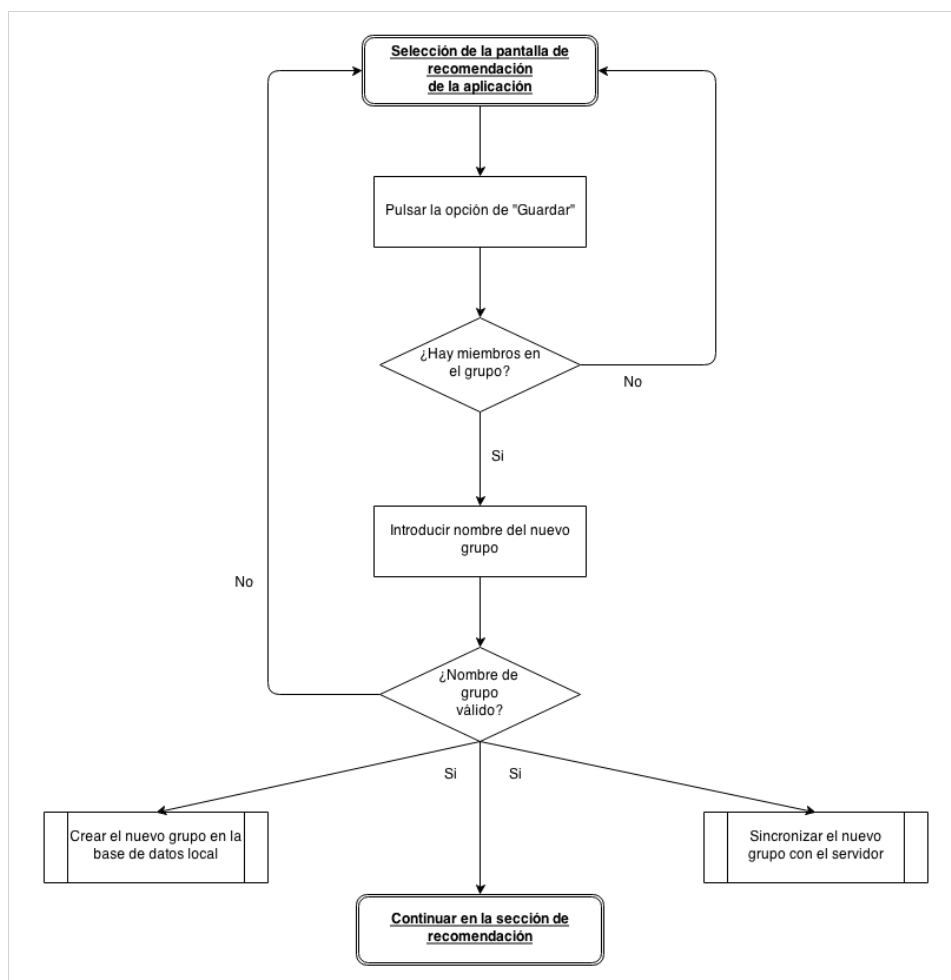 Selección de la pantalla de
recomendación
de la aplicación
Pulsar la opción de "Guardar"
¿Hay miembros en
el grupo?
No
Si
Introducir nombre del nuevo
grupo
No
¿Nombre de
grupo
válido?
Si
Si
Crear el nuevo grupo en la
base de datos local
Sincronizar el nuevo
grupo con el servidor
Continuar en la sección de
recomendación